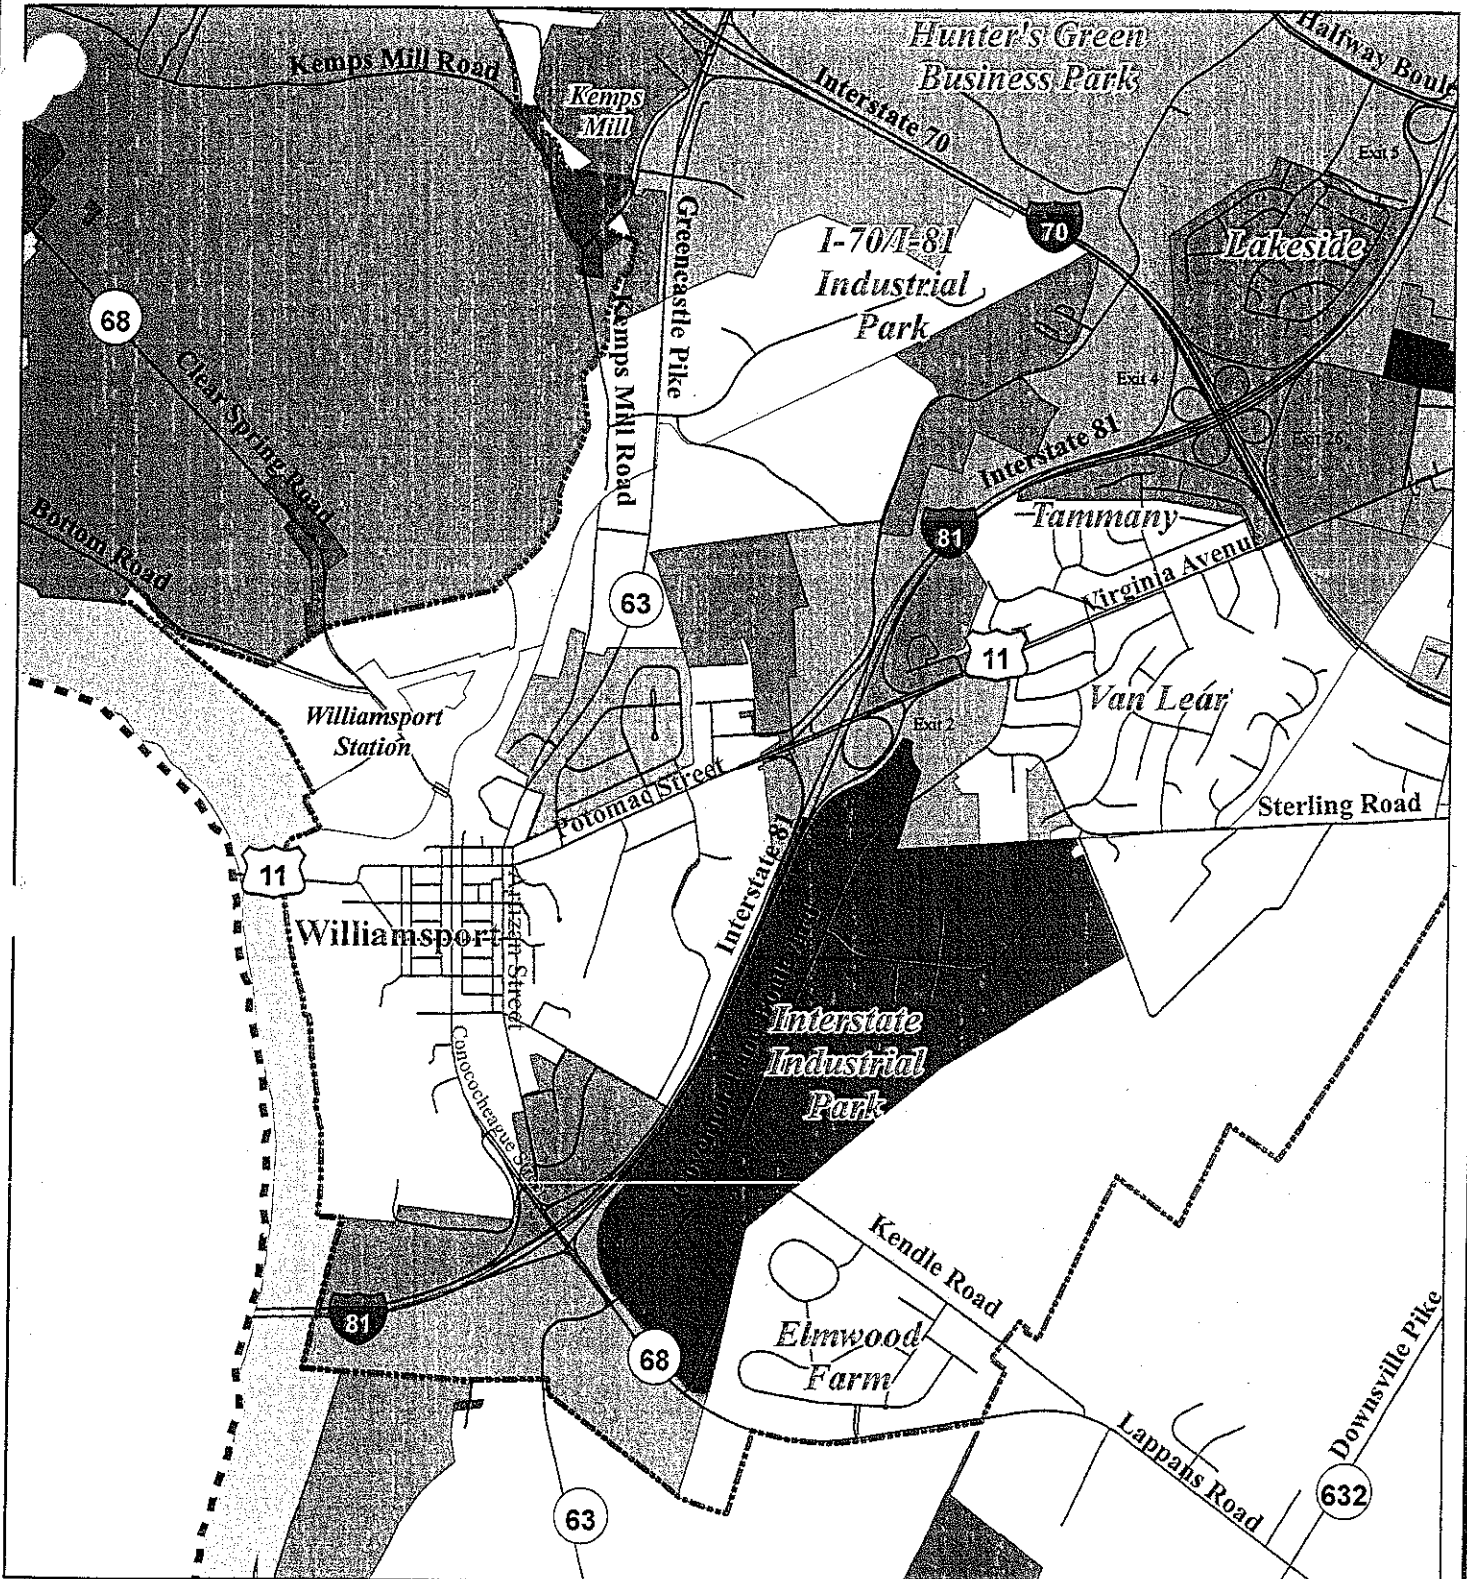 Hunter's Green
Business Park
Halfway Boule
Kemps Mill Road
Kemps
Mill
Interstate 70
Exit 5
70
Lakeside
I-70/I-81
Industrial
Park
Greencastle Pike
Kemps Mill Road
68
Clear Spring Road
Bottom Road
Exit 4
Exit 26
Interstate 81
Tammany
81
Virginia Avenue
63
11
Van Lear
Exit 2
Williamsport
Station
Potomac Street
Sterling Road
11
Williamsport
Artizan Street
Interstate 81
Interstate
Industrial
Park
Conococheague St
Kendle Road
81
Elmwood
Farm
68
Downsville Pike
Lappans Road
632
63